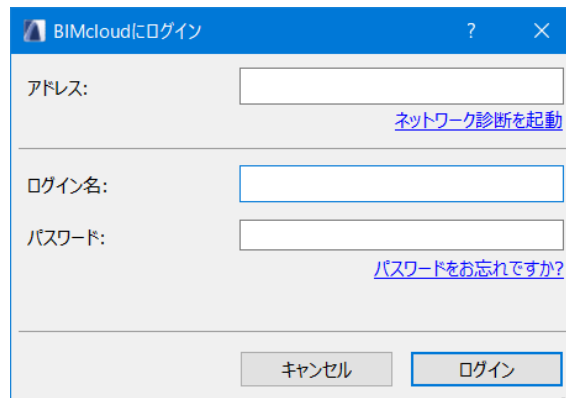 BIMcloudにログイン ?
アドレス:
ネットワーク診断を起動
ログイン名:
パスワード:
パスワードをお忘れですか?
キャンセル ログイン